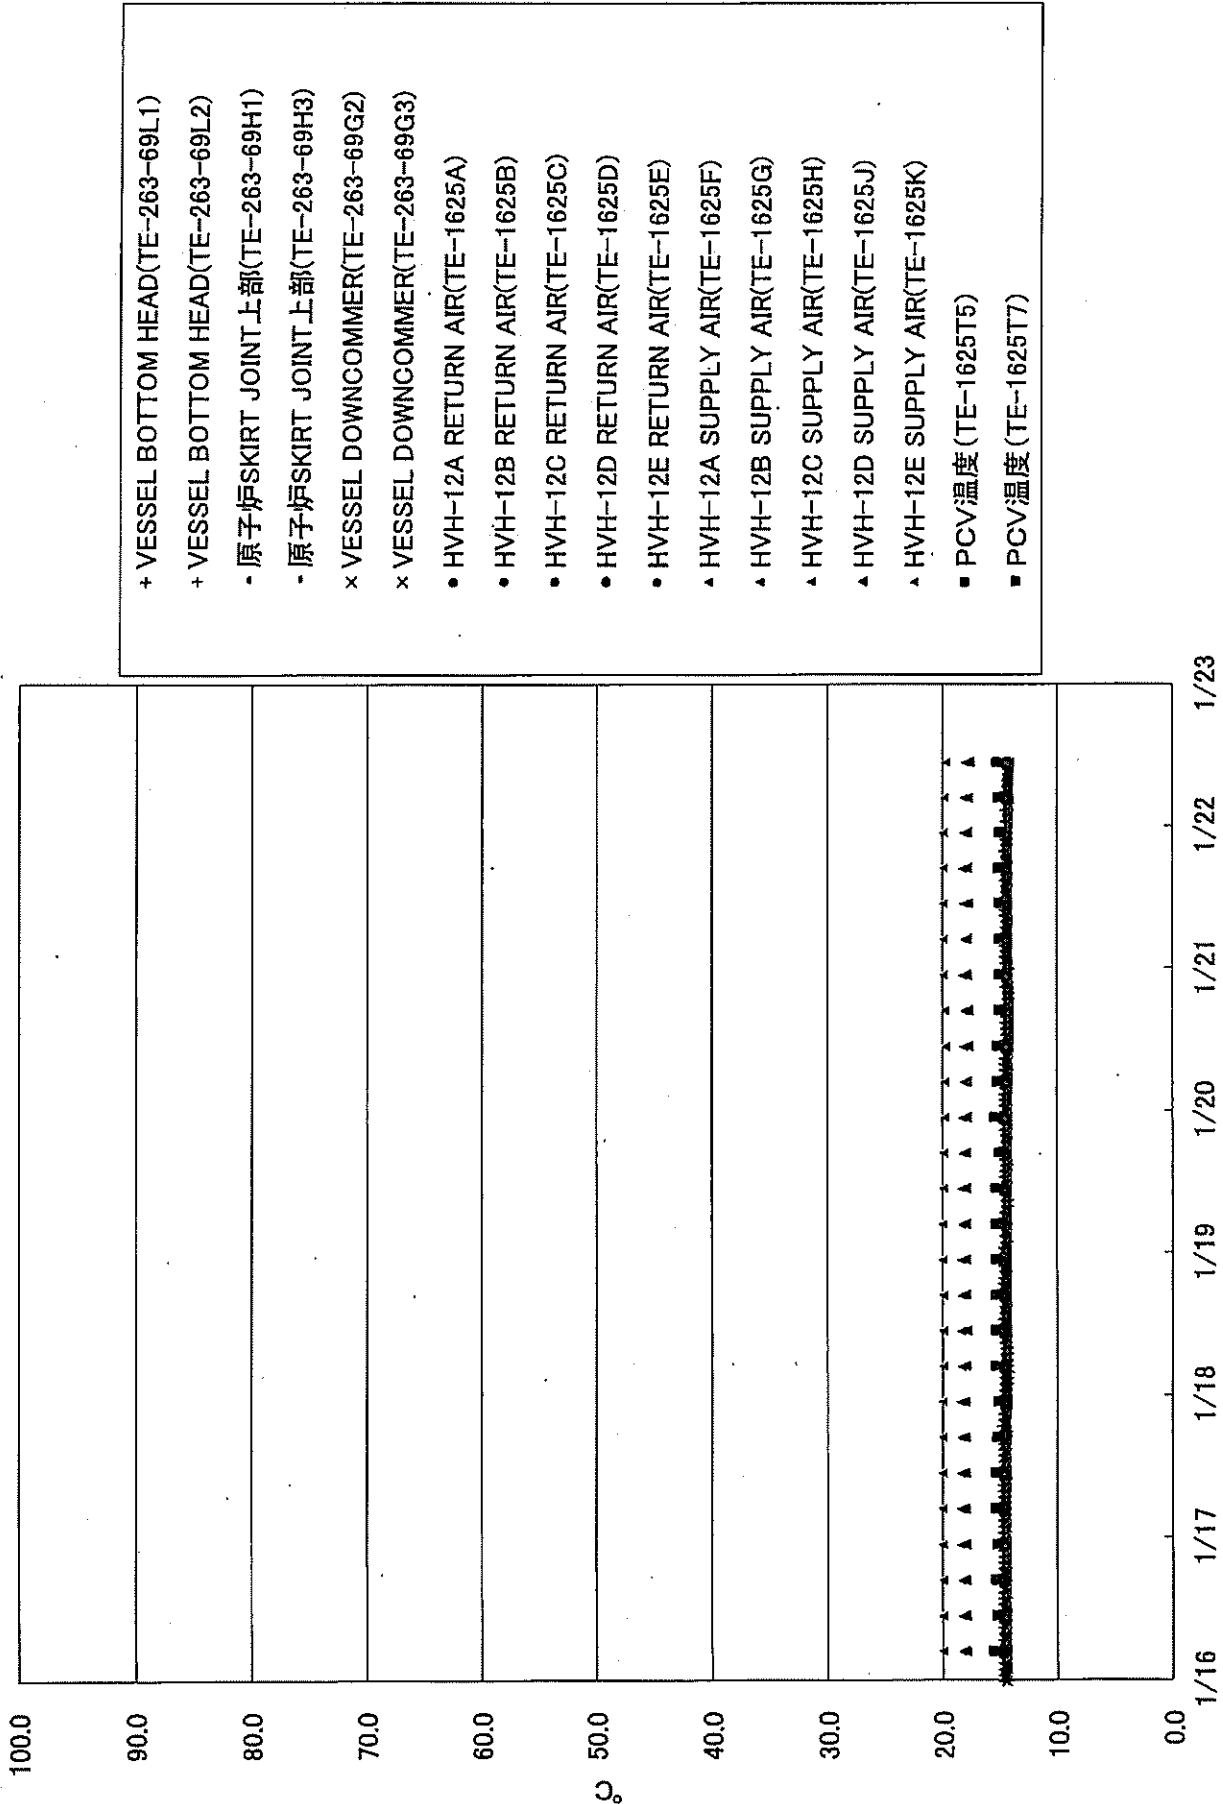 100.0
90.0
80.0
70.0
60.0
50.0
40.0
30.0
20.0
10.0
0.0
℃
1/16
1/17
1/18
1/19
1/20
1/21
1/22
1/23
+ VESSEL BOTTOM HEAD(TE-263-69L1)
+ VESSEL BOTTOM HEAD(TE-263-69L2)
- 原子炉SKIRT JOINT上部(TE-263-69H1)
- 原子炉SKIRT JOINT上部(TE-263-69H3)
× VESSEL DOWNCOMMER(TE-263-69G2)
× VESSEL DOWNCOMMER(TE-263-69G3)
● HVH-12A RETURN AIR(TE-1625A)
● HVH-12B RETURN AIR(TE-1625B)
● HVH-12C RETURN AIR(TE-1625C)
● HVH-12D RETURN AIR(TE-1625D)
● HVH-12E RETURN AIR(TE-1625E)
▲ HVH-12A SUPPLY AIR(TE-1625F)
▲ HVH-12B SUPPLY AIR(TE-1625G)
▲ HVH-12C SUPPLY AIR(TE-1625H)
▲ HVH-12D SUPPLY AIR(TE-1625J)
▲ HVH-12E SUPPLY AIR(TE-1625K)
■ PCV温度(TE-1625T5)
■ PCV温度(TE-1625T7)